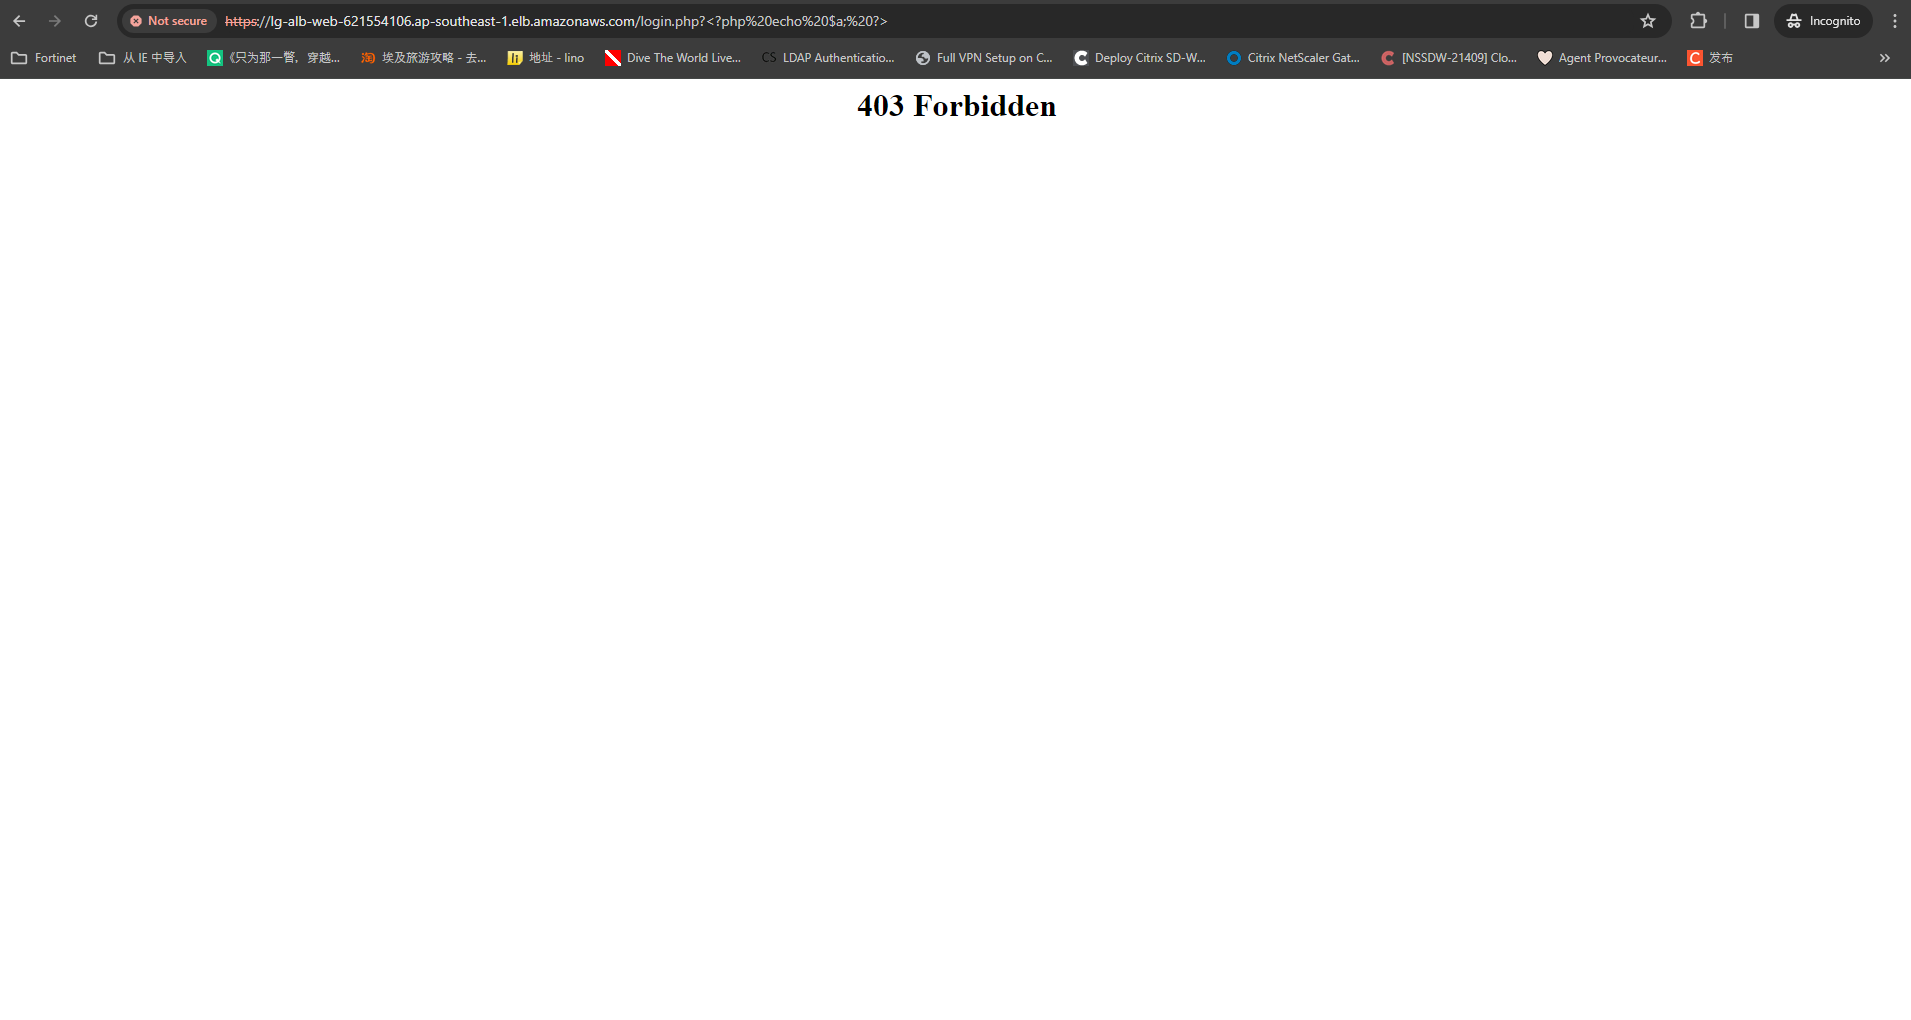 Not secure https://lg-alb-web-621554106.ap-southeast-1.elb.amazonaws.com/login.php?<?php%20echo%20$a;%20?> Incognito
Fortinet 从 IE 中导入 《只为那一瞥，穿越... 埃及旅游攻略 - 去... 地址 - lino Dive The World Live... CS LDAP Authenticatio... Full VPN Setup on C... Deploy Citrix SD-W... Citrix NetScaler Gat... [NSSDW-21409] Clo... Agent Provocateur... 发布
403 Forbidden